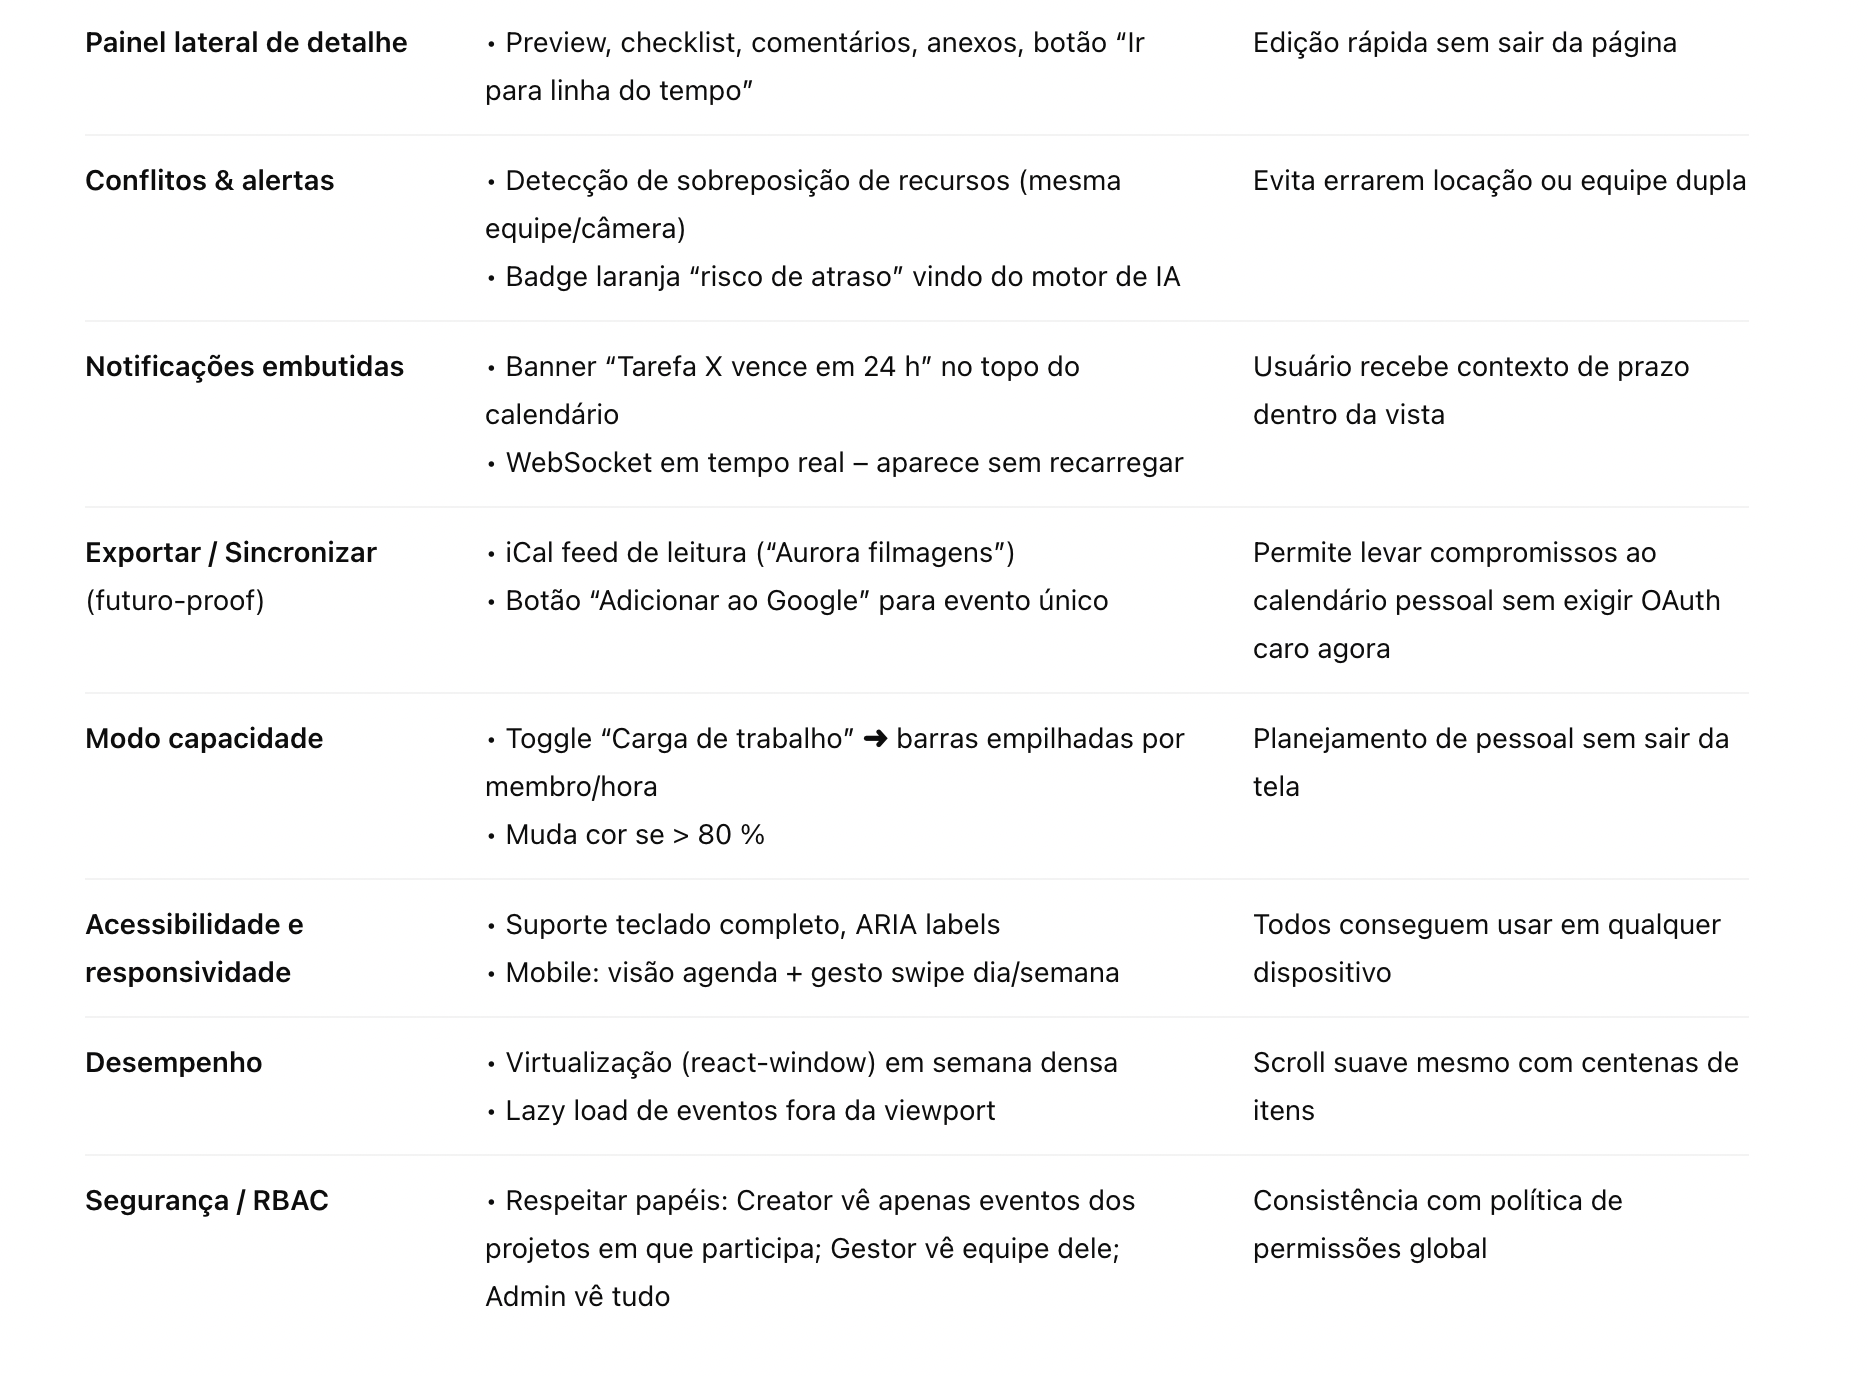 Painel lateral de detalhe
• Preview, checklist, comentários, anexos, botão “Ir
para linha do tempo”
Edição rápida sem sair da página
Conflitos & alertas
• Detecção de sobreposição de recursos (mesma
equipe/câmera)
• Badge laranja “risco de atraso” vindo do motor de IA
Evita errarem locação ou equipe dupla
Notificações embutidas
• Banner “Tarefa X vence em 24 h” no topo do
calendário
• WebSocket em tempo real – aparece sem recarregar
Usuário recebe contexto de prazo
dentro da vista
Exportar / Sincronizar
(futuro-proof)
• iCal feed de leitura (“Aurora filmagens”)
• Botão “Adicionar ao Google” para evento único
Permite levar compromissos ao
calendário pessoal sem exigir OAuth
caro agora
Modo capacidade
• Toggle “Carga de trabalho” ➜ barras empilhadas por
membro/hora
• Muda cor se > 80 %
Planejamento de pessoal sem sair da
tela
Acessibilidade e
responsividade
• Suporte teclado completo, ARIA labels
• Mobile: visão agenda + gesto swipe dia/semana
Todos conseguem usar em qualquer
dispositivo
Desempenho
• Virtualização (react-window) em semana densa
• Lazy load de eventos fora da viewport
Scroll suave mesmo com centenas de
itens
Segurança / RBAC
• Respeitar papéis: Creator vê apenas eventos dos
projetos em que participa; Gestor vê equipe dele;
Admin vê tudo
Consistência com política de
permissões global